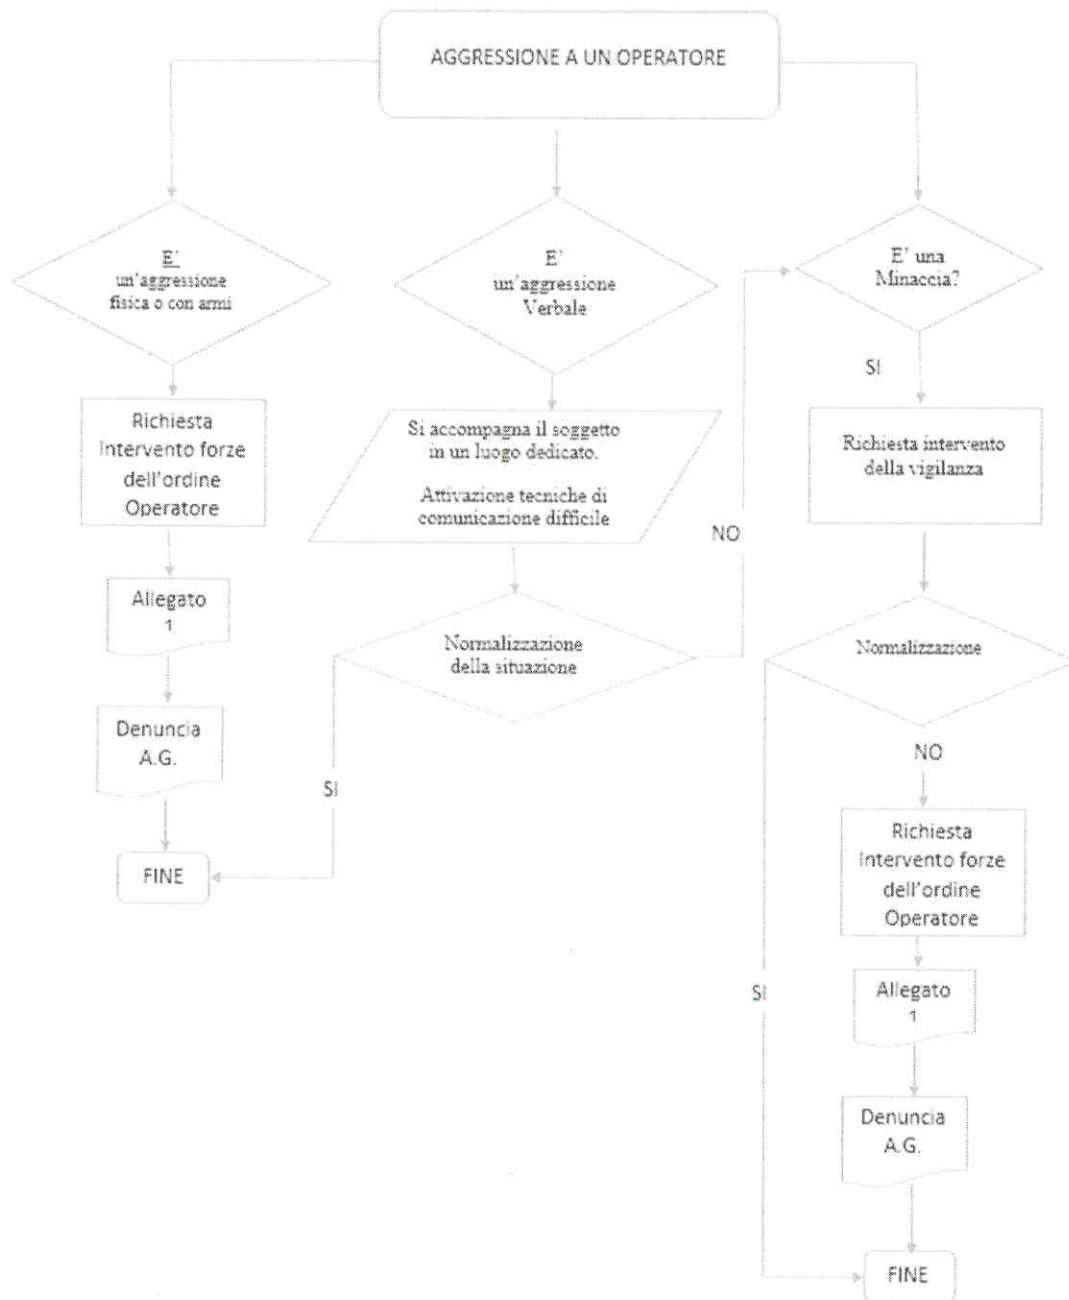 AGGRESSIONE A UN OPERATORE
E'
un'aggressione
fisica o con armi
Richiesta
Intervento forze
dell'ordine
Operatore
Allegato
1
Denuncia
A.G.
FINE
E'
un'aggressione
Verbale
Si accompagna il soggetto
in un luogo dedicato.
Attivazione tecniche di
comunicazione difficile
Normalizzazione
della situazione
SI
NO
E' una
Minaccia?
SI
Richiesta intervento
della vigilanza
Normalizzazione
NO
SI
Richiesta
Intervento forze
dell'ordine
Operatore
Allegato
1
Denuncia
A.G.
FINE